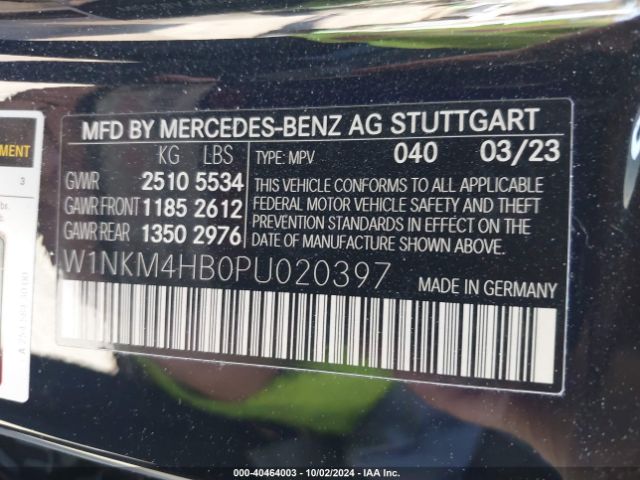 MFD BY MERCEDES-BENZ AG STUTTGART
KG LBS TYPE: MPV 040 03/23
GVWR 2510 5534
GAWR FRONT 1185 2612
GAWR REAR 1350 2976
THIS VEHICLE CONFORMS TO ALL APPLICABLE
FEDERAL MOTOR VEHICLE SAFETY AND THEFT
PREVENTION STANDARDS IN EFFECT ON THE
DATE OF MANUFACTURE SHOWN ABOVE.
W1NKM4HB0PU020397
MADE IN GERMANY
MENT
3
000-40464003 - 10/02/2024 - IAA Inc.